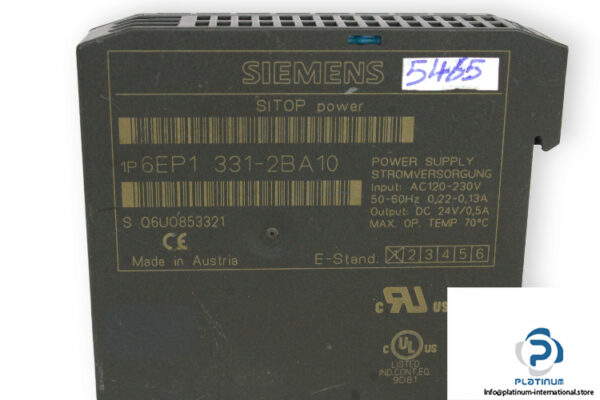 SIEMENS
5465
SITOP power
1P 6EP1 331-2BA10
S Q6U0853321
CE
Made in Austria
POWER SUPPLY
STROMVERSORGUNG
Input: AC120-230V
50-60Hz 0,22-0,13A
Output: DC 24V/0,5A
MAX. OP. TEMP 70°C
E-Stand. X 2 3 4 5 6
c RU us
c UL us
LISTED
IND.CONT.EQ.
9D81
PLATINUM
info@platinum-international.store